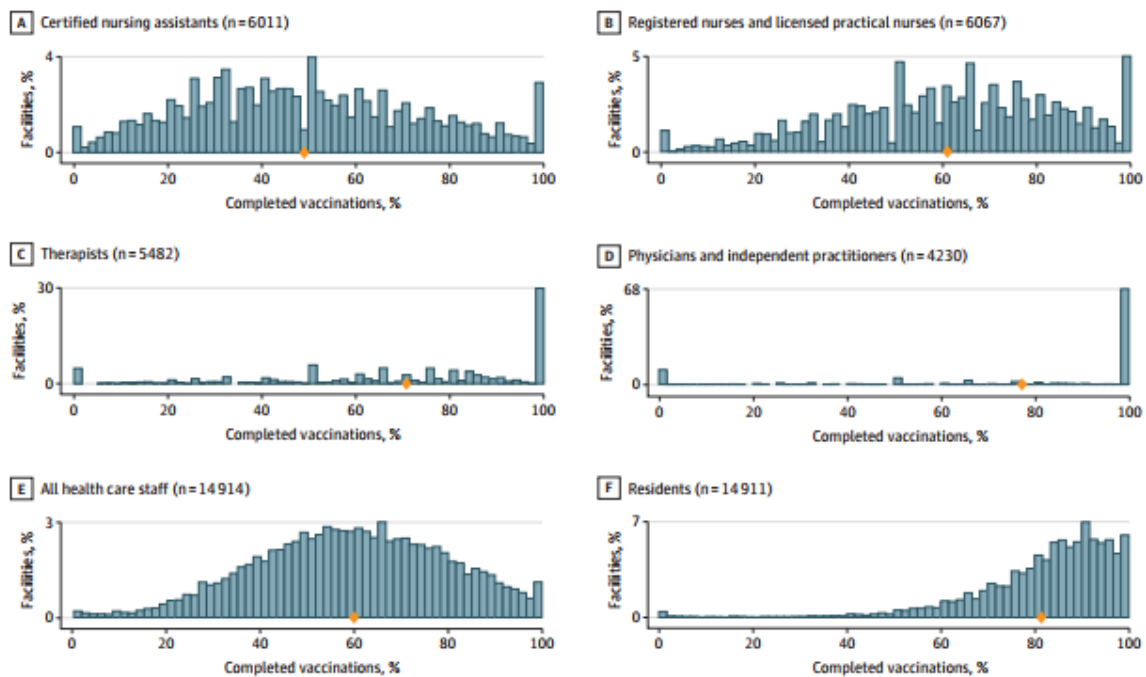 A Certified nursing assistants (n=6011)
4
0
Facilities, %
0 20 40 60 80 100
Completed vaccinations, %
B Registered nurses and licensed practical nurses (n=6067)
5
0
Facilities, %
0 20 40 60 80 100
Completed vaccinations, %
C Therapists (n=5482)
30
0
Facilities, %
0 20 40 60 80 100
Completed vaccinations, %
D Physicians and independent practitioners (n=4230)
68
0
Facilities, %
0 20 40 60 80 100
Completed vaccinations, %
E All health care staff (n=14914)
3
0
Facilities, %
0 20 40 60 80 100
Completed vaccinations, %
F Residents (n=14911)
7
0
Facilities, %
0 20 40 60 80 100
Completed vaccinations, %